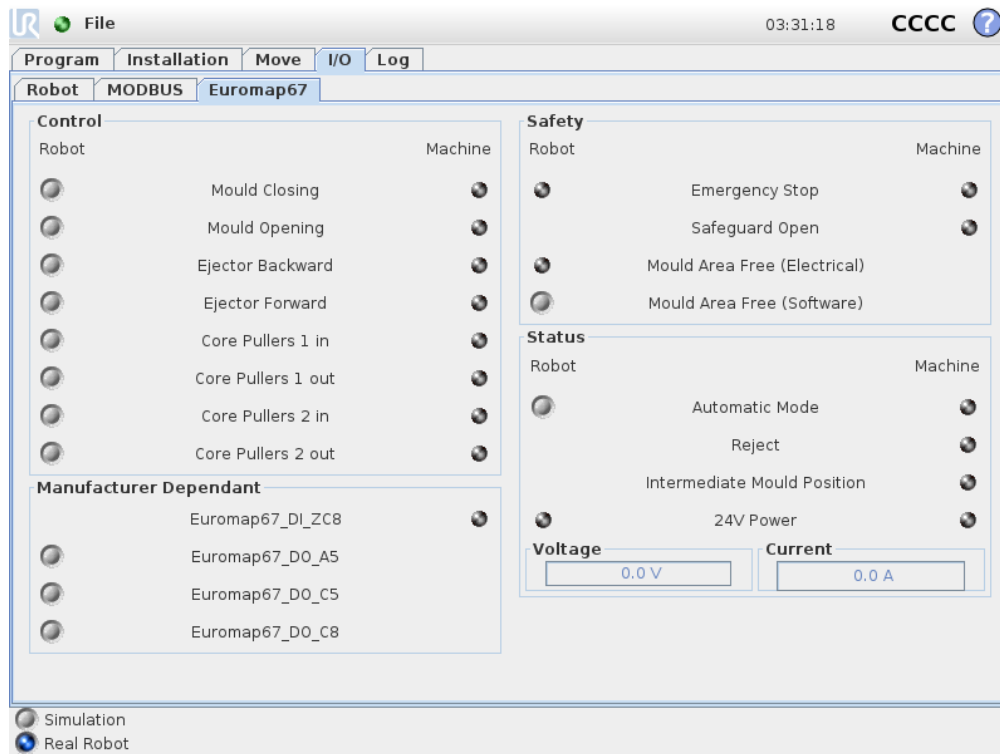 UR File 03:31:18 CCCC ?
Program Installation Move I/O Log
Robot MODBUS Euromap67
Control
Robot Machine
Mould Closing
Mould Opening
Ejector Backward
Ejector Forward
Core Pullers 1 in
Core Pullers 1 out
Core Pullers 2 in
Core Pullers 2 out
Manufacturer Dependant
Euromap67_DI_ZC8
Euromap67_DO_A5
Euromap67_DO_C5
Euromap67_DO_C8
Safety
Robot Machine
Emergency Stop
Safeguard Open
Mould Area Free (Electrical)
Mould Area Free (Software)
Status
Robot Machine
Automatic Mode
Reject
Intermediate Mould Position
24V Power
Voltage Current
0.0 V 0.0 A
Simulation
Real Robot